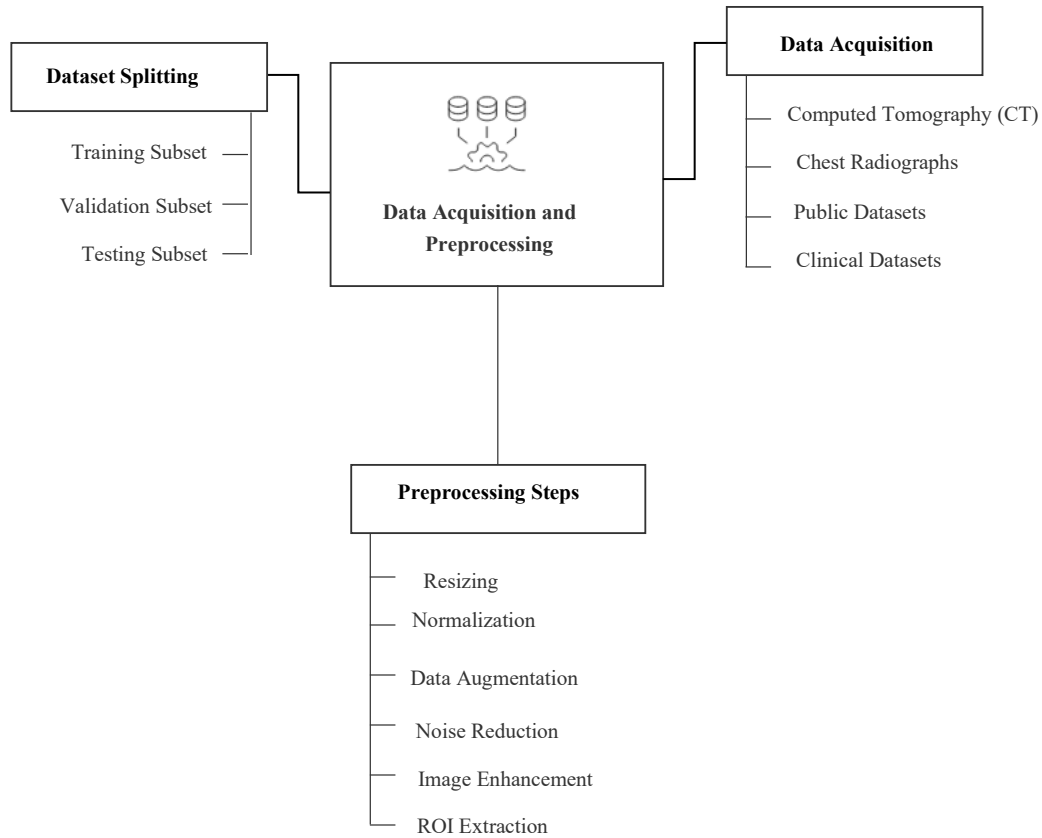 Data Acquisition
Dataset Splitting
Computed Tomography (CT)
Chest Radiographs
Public Datasets
Clinical Datasets
Training Subset
Validation Subset
Testing Subset
Data Acquisition and
Preprocessing
Preprocessing Steps
Resizing
Normalization
Data Augmentation
Noise Reduction
Image Enhancement
ROI Extraction